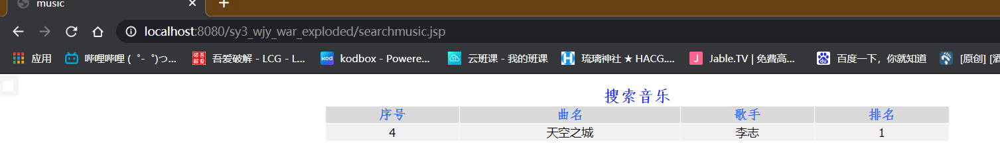 music
localhost:8080/sy3_wjy_war_exploded/searchmusic.jsp
应用 哔哩哔哩 ( ゜- ゜)つ... 吾爱破解 - LCG - L... kodbox - Powere... 云班课 - 我的班课 琉璃神社 ★ HACG.... Jable.TV | 免費高... 百度一下，你就知道 [原创] [酒
搜索音乐
序号 曲名 歌手 排名
4 天空之城 李志 1